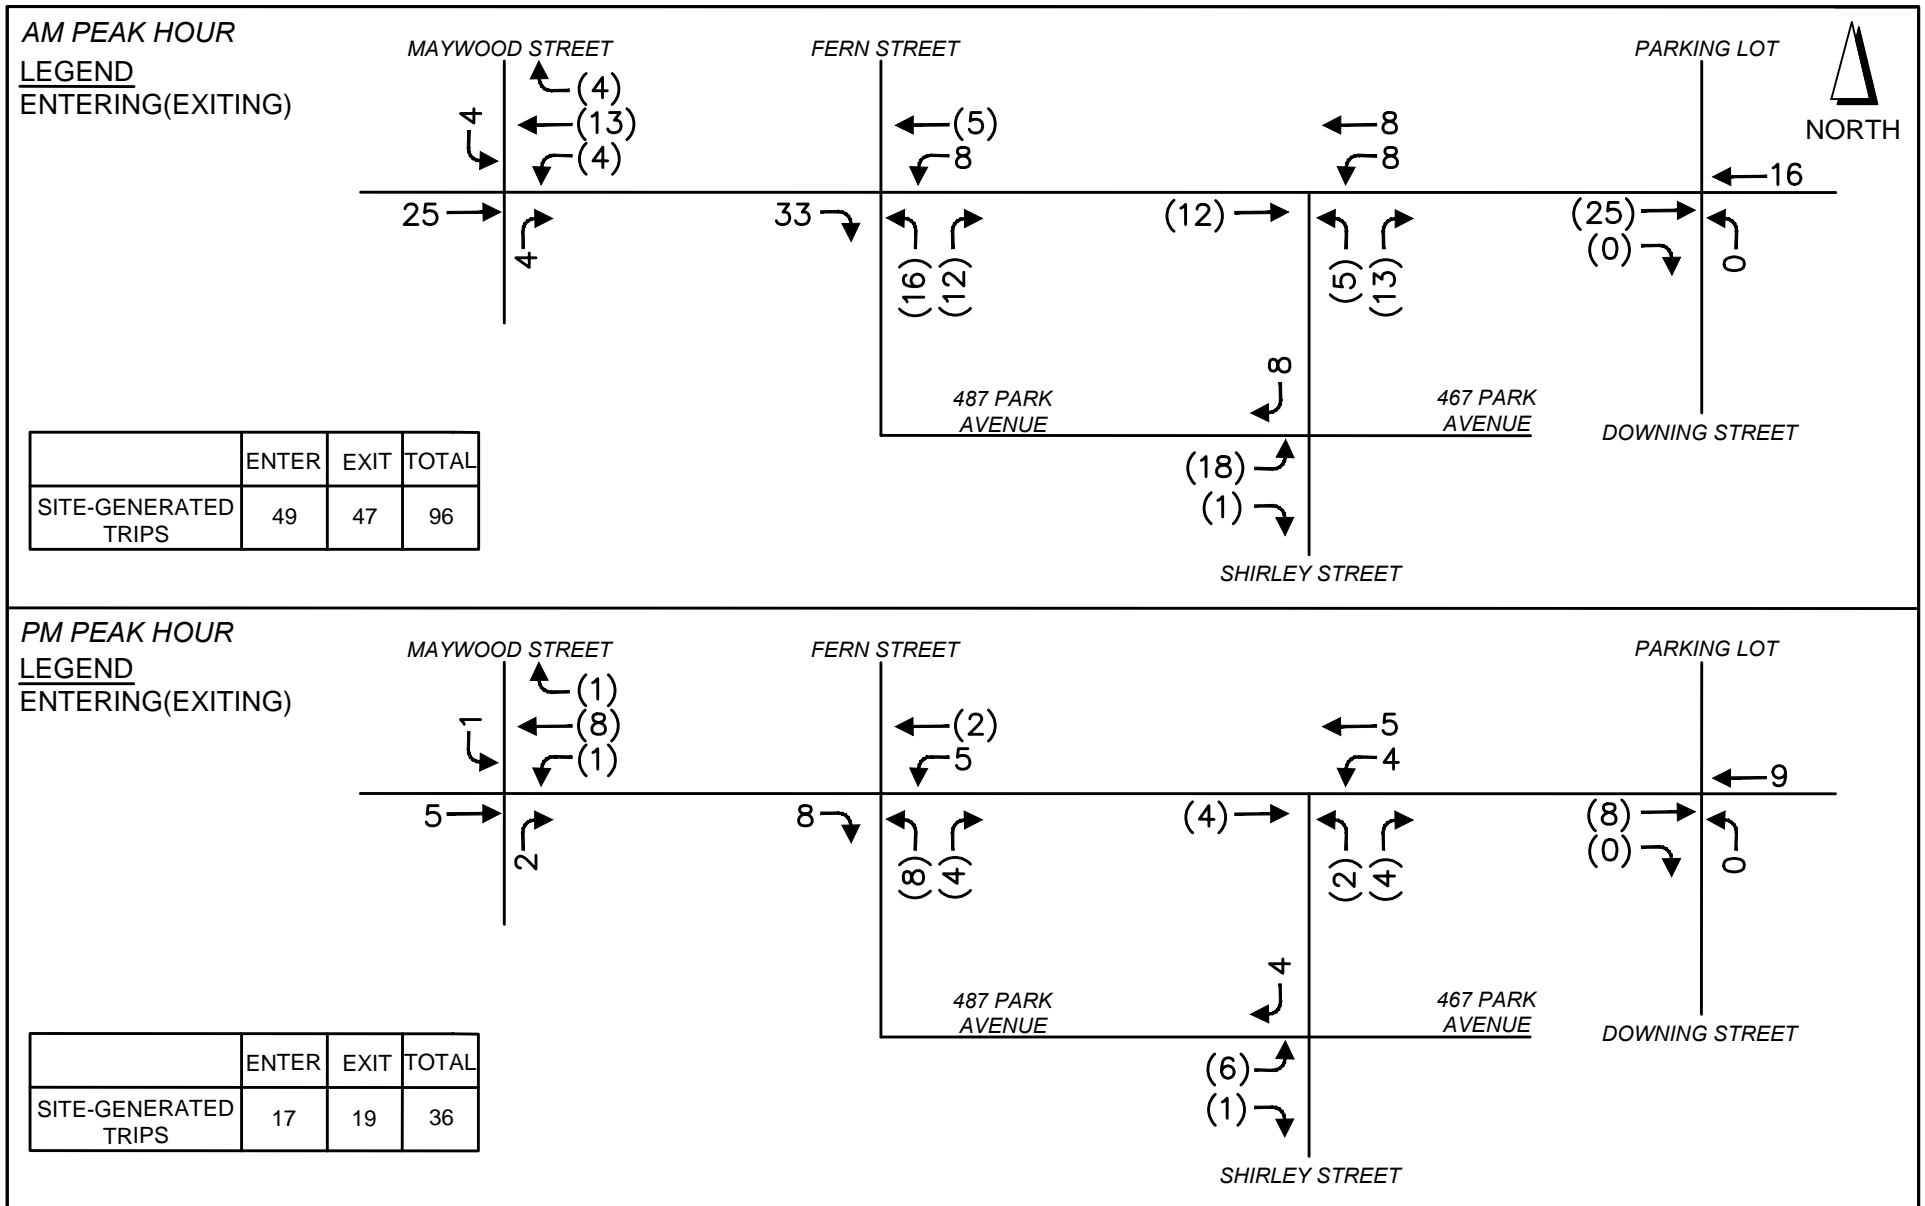 AM PEAK HOUR
LEGEND
ENTERING(EXITING)
MAYWOOD STREET
FERN STREET
PARKING LOT
NORTH
4
(4)
(13)
(4)
25
4
(5)
8
33
(16)
(12)
8
8
(12)
(5)
(13)
16
(25)
(0)
0
8
487 PARK
AVENUE
467 PARK
AVENUE
DOWNING STREET
(18)
(1)
SHIRLEY STREET
ENTER EXIT TOTAL
SITE-GENERATED
TRIPS
49 47 96
PM PEAK HOUR
LEGEND
ENTERING(EXITING)
MAYWOOD STREET
FERN STREET
PARKING LOT
1
(1)
(8)
(1)
5
2
(2)
5
8
(8)
(4)
5
4
(4)
(2)
(4)
9
(8)
(0)
0
4
487 PARK
AVENUE
467 PARK
AVENUE
DOWNING STREET
(6)
(1)
SHIRLEY STREET
ENTER EXIT TOTAL
SITE-GENERATED
TRIPS
17 19 36